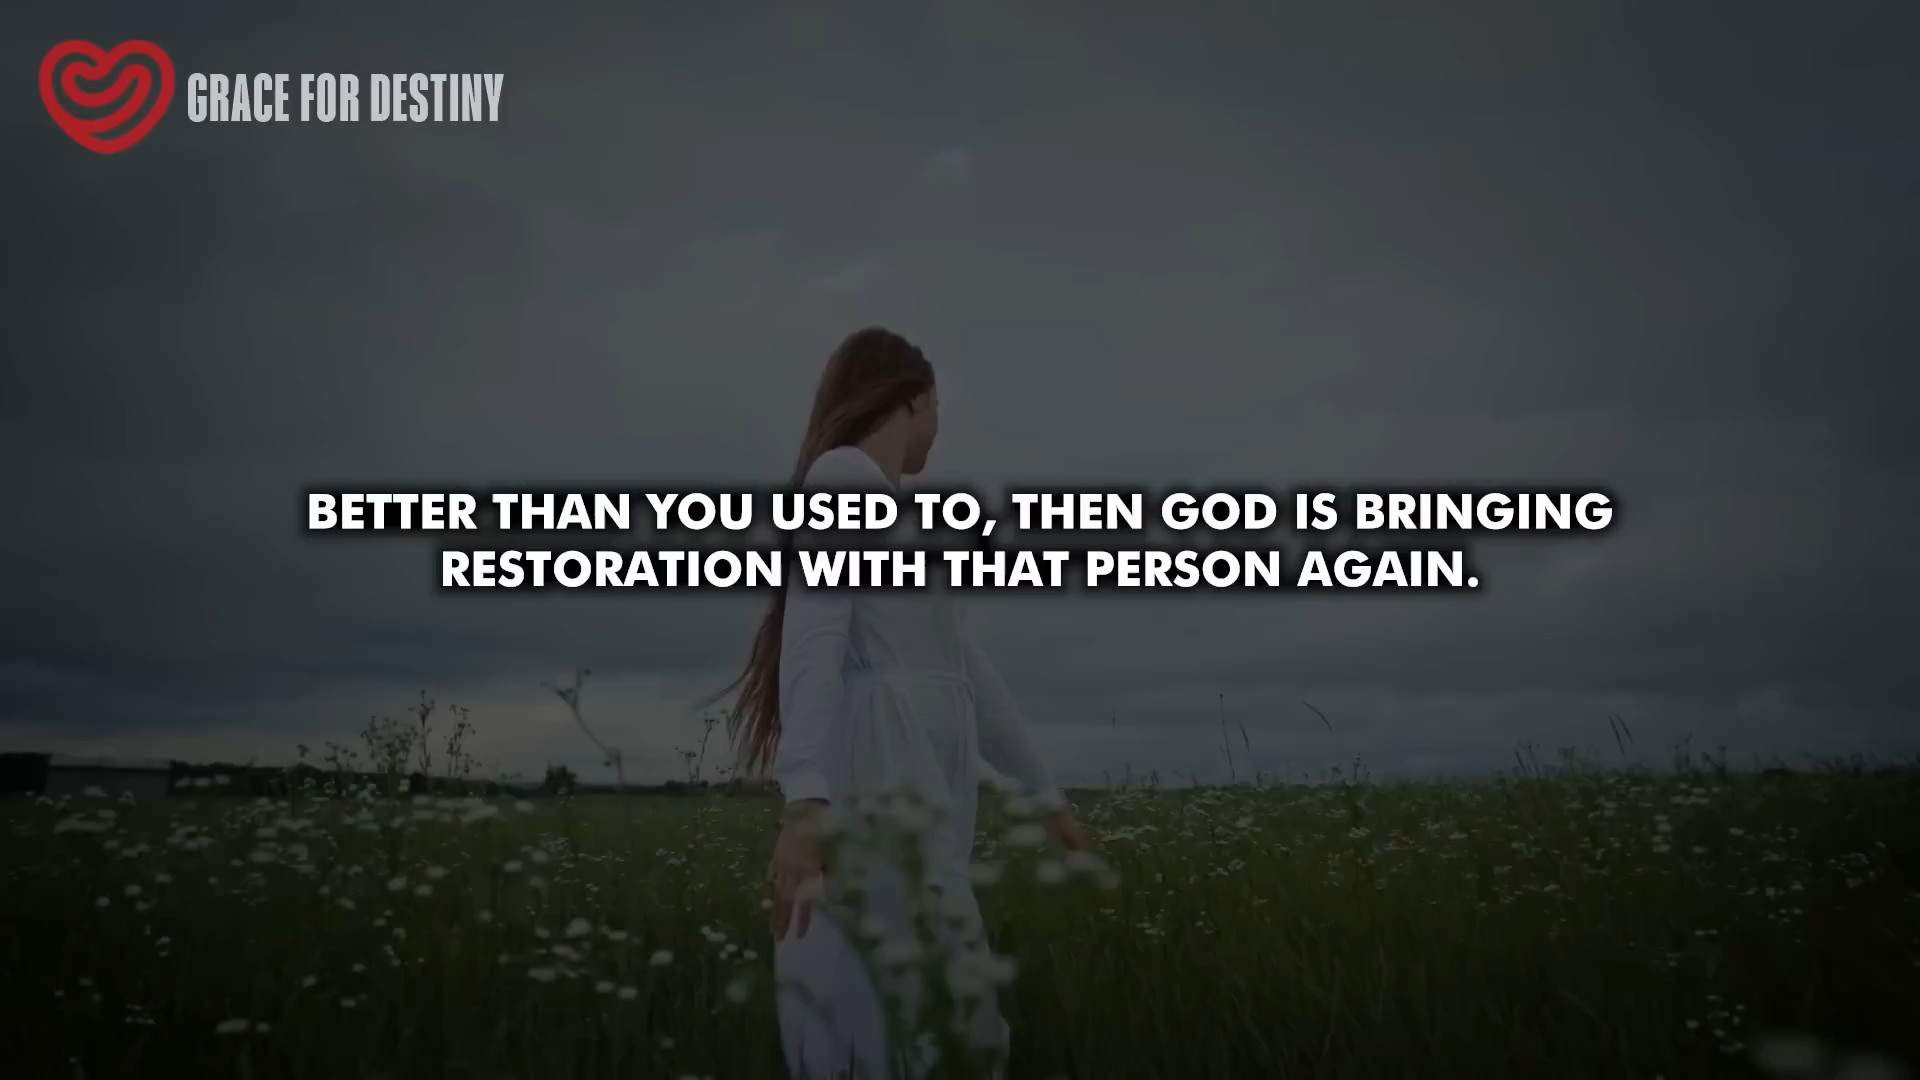 GRACE FOR DESTINY
BETTER THAN YOU USED TO, THEN GOD IS BRINGING
RESTORATION WITH THAT PERSON AGAIN.